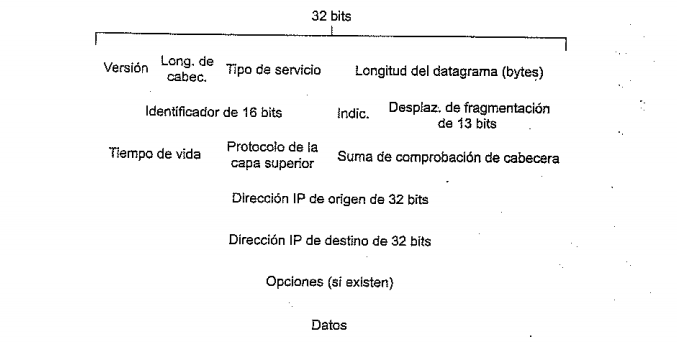 32 bits
Versión Long. de cabec. Tipo de servicio Longitud del datagrama (bytes)
Identificador de 16 bits Indic. Desplaz. de fragmentación de 13 bits
Tiempo de vida Protocolo de la capa superior Suma de comprobación de cabecera
Dirección IP de origen de 32 bits
Dirección IP de destino de 32 bits
Opciones (si existen)
Datos